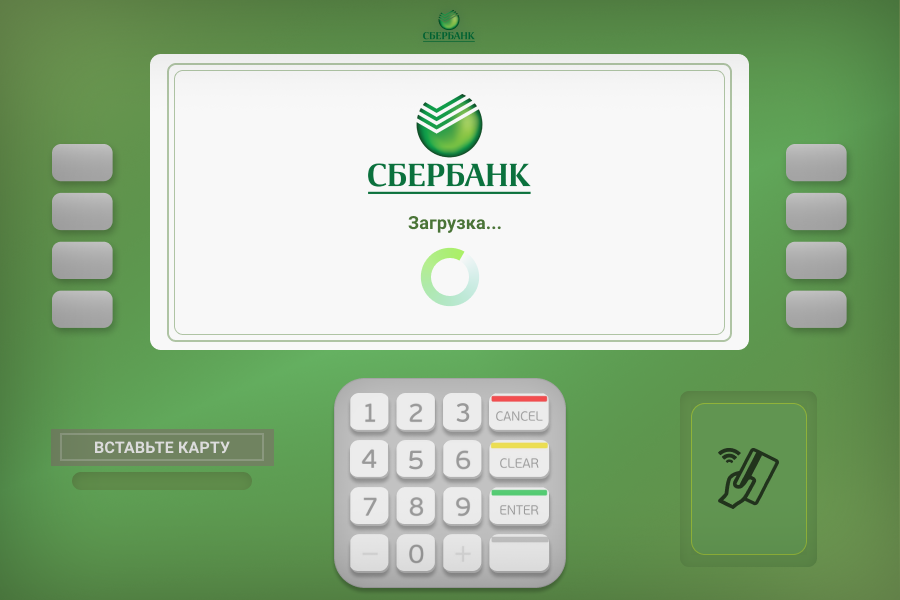 СБЕРБАНК
СБЕРБАНК
Загрузка...
1 2 3 CANCEL
4 5 6 CLEAR
7 8 9 ENTER
− 0 +
ВСТАВЬТЕ КАРТУ